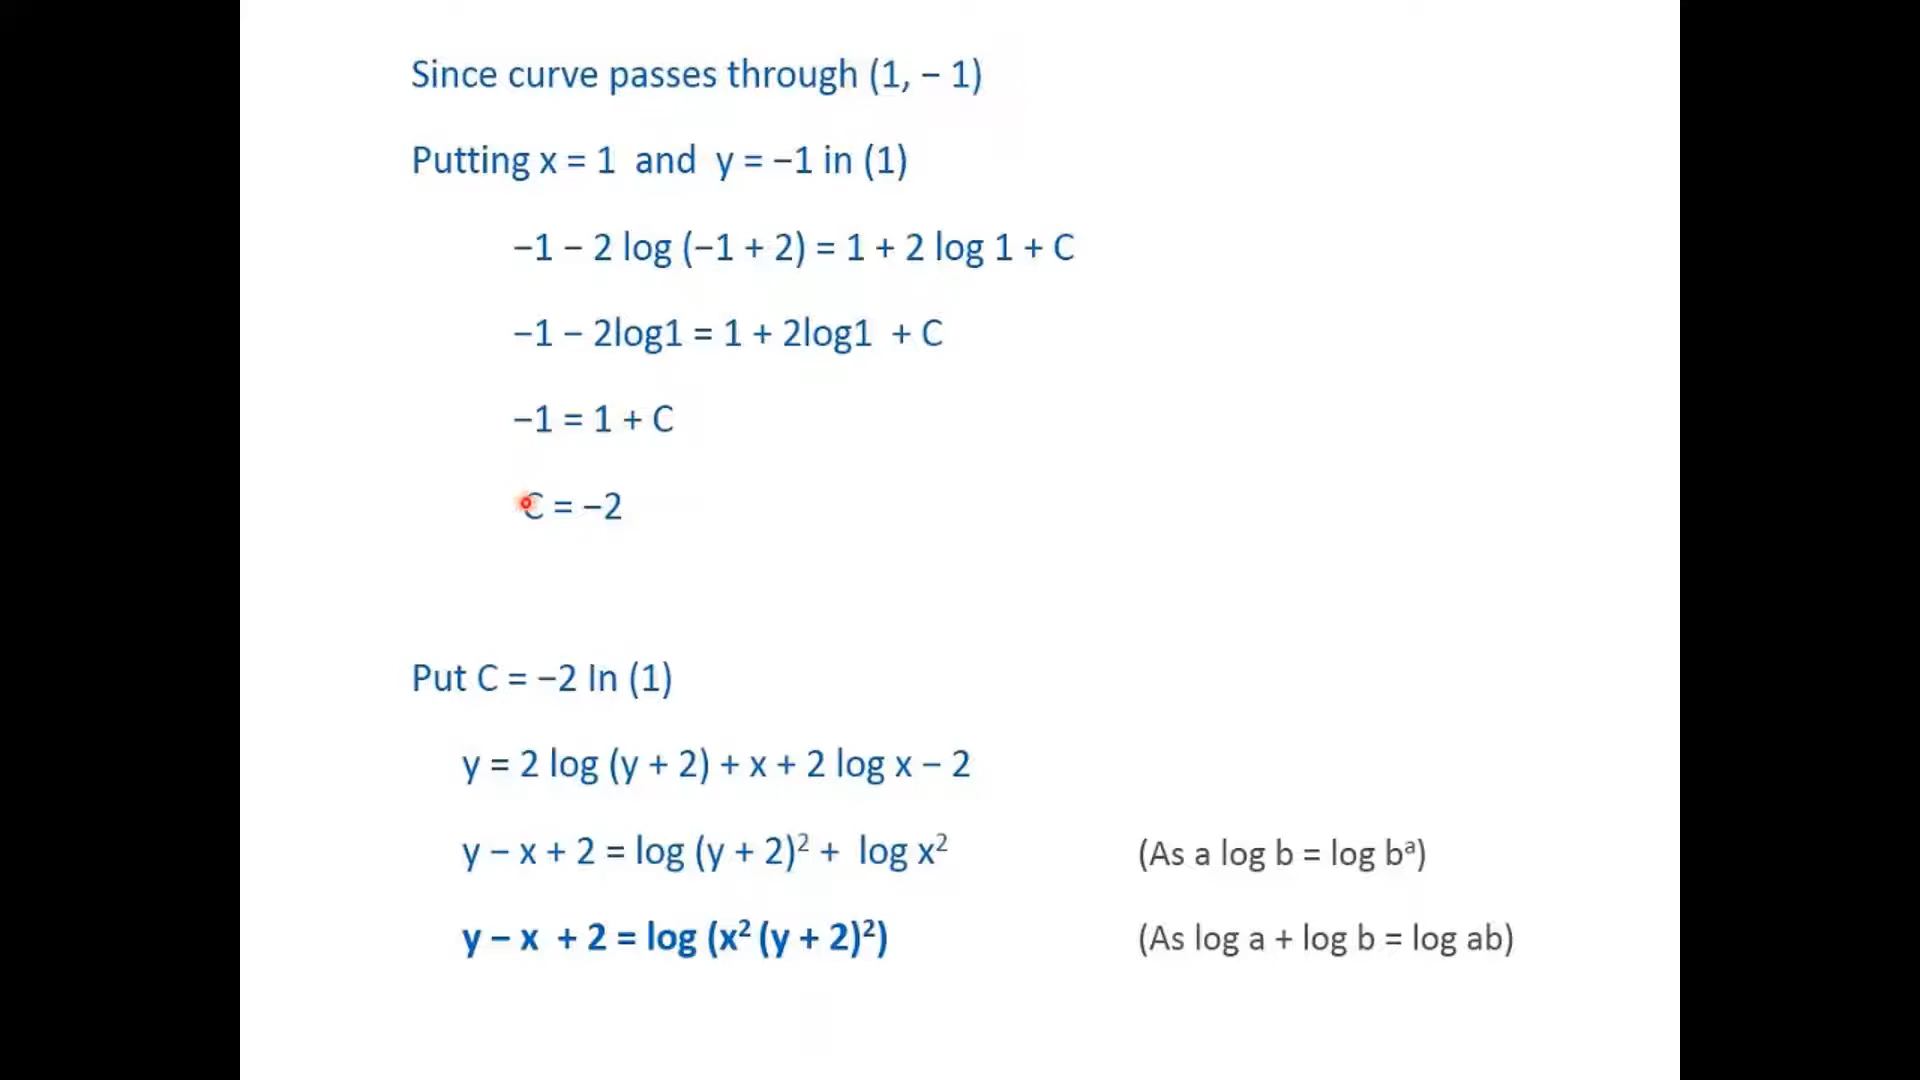 Since curve passes through (1, − 1)
Putting x = 1 and y = −1 in (1)
−1 − 2 log (−1 + 2) = 1 + 2 log 1 + C
−1 − 2log1 = 1 + 2log1 + C
−1 = 1 + C
C = −2
Put C = −2 In (1)
y = 2 log (y + 2) + x + 2 log x − 2
y − x + 2 = log (y + 2)² + log x² (As a log b = log bᵃ)
y − x + 2 = log (x² (y + 2)²) (As log a + log b = log ab)